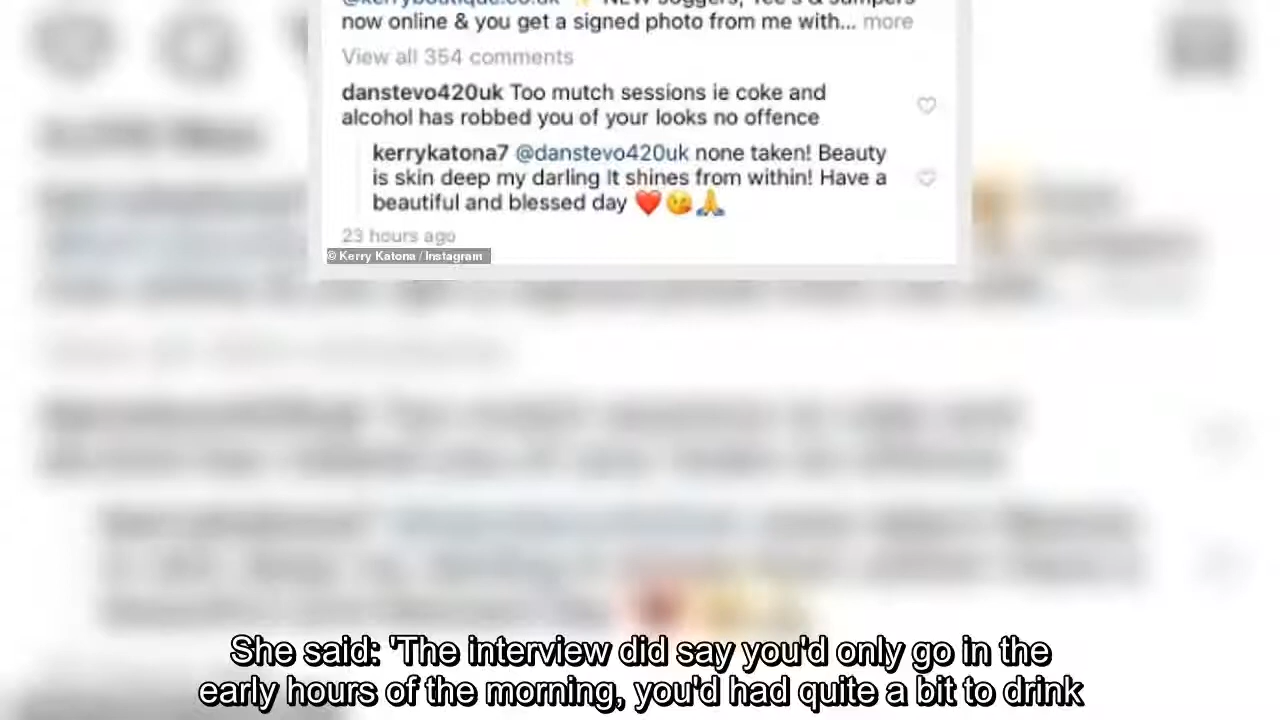 now online & you get a signed photo from me with... more
View all 354 comments
danstevo420uk Too mutch sessions ie coke and
alcohol has robbed you of your looks no offence
kerrykatona7 @danstevo420uk none taken! Beauty
is skin deep my darling It shines from within! Have a
beautiful and blessed day ❤️😘🙏
23 hours ago
© Kerry Katona / Instagram
She said: 'The interview did say you'd only go in the
early hours of the morning, you'd had quite a bit to drink